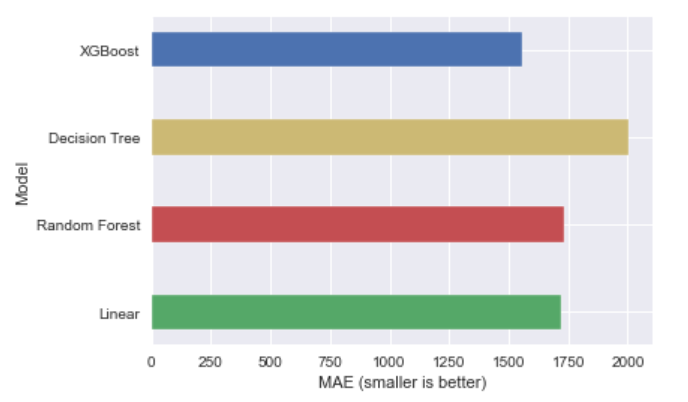 XGBoost
Decision Tree
Random Forest
Linear
Model
0 250 500 750 1000 1250 1500 1750 2000
MAE (smaller is better)